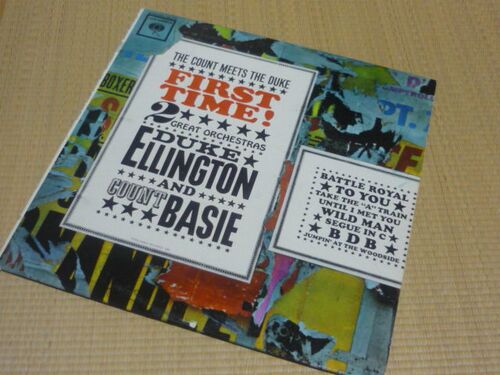 THE COUNT MEETS THE DUKE
FIRST
TIME!
2
GREAT ORCHESTRAS
DUKE
ELLINGTON
AND
COUNT
BASIE
BATTLE ROYAL
TO YOU
TAKE THE "A" TRAIN
UNTIL I MET YOU
WILD MAN
SEGUE IN C
B D B
JUMPIN' AT THE WOODSIDE
BOXER
PT.